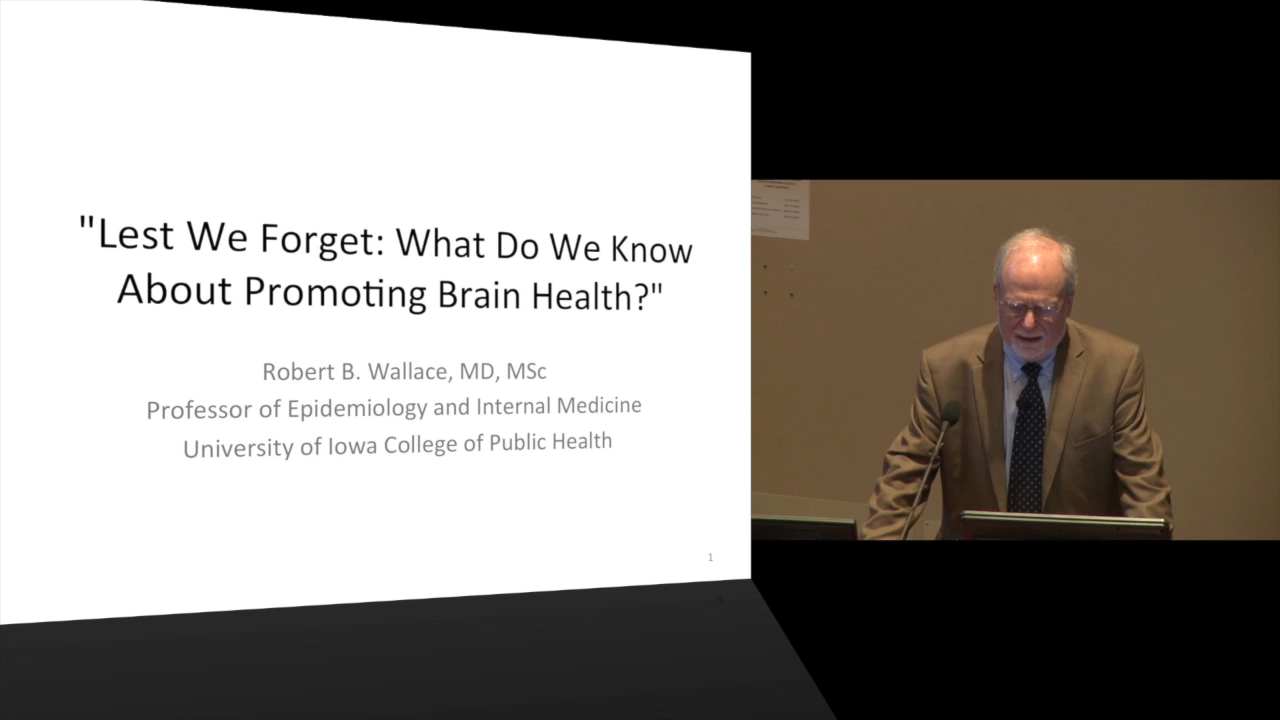 "Lest We Forget: What Do We Know
About Promoting Brain Health?"
Robert B. Wallace, MD, MSc
Professor of Epidemiology and Internal Medicine
University of Iowa College of Public Health
1